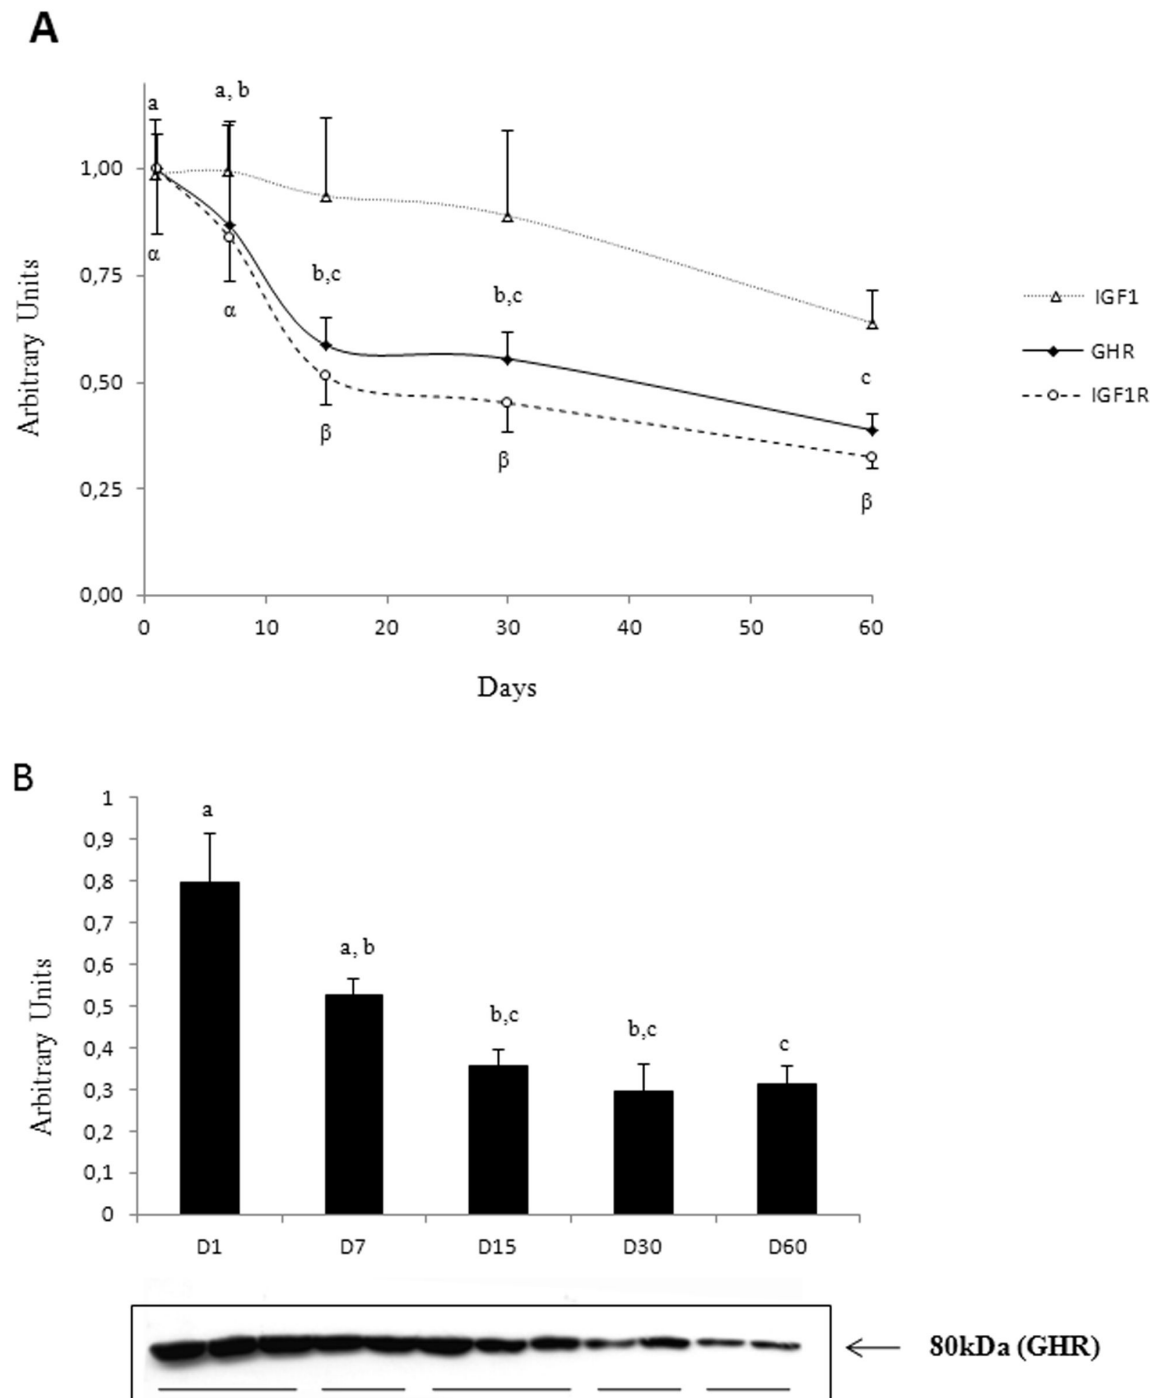 A
a
a, b
1,00
α
α
0,75
b,c
b,c
IGF1
GHR
0,50
c
IGF1R
β
β
0,25
β
0,00
0 10 20 30 40 50 60
Arbitrary Units
Days
B
1
a
0,9
0,8
0,7
a, b
0,6
0,5
b,c
b,c
c
0,4
0,3
0,2
0,1
0
Arbitrary Units
D1 D7 D15 D30 D60
80kDa (GHR)